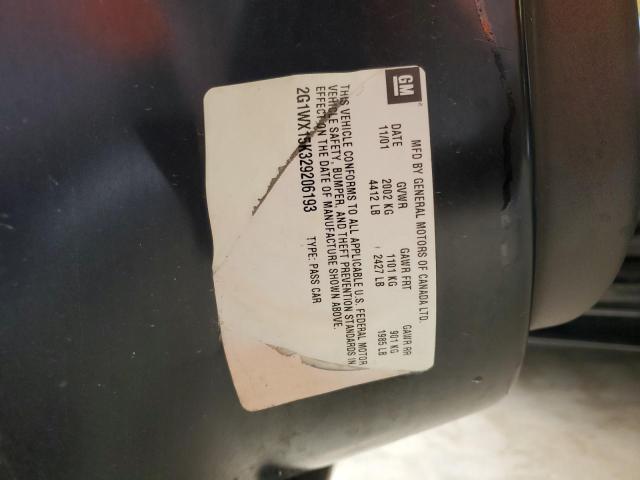 GM
MFD BY GENERAL MOTORS OF CANADA LTD.
DATE GVWR GAWR FRT GAWR RR
11/01 2002 KG 1101 KG 901 KG
4412 LB 2427 LB 1985 LB
THIS VEHICLE CONFORMS TO ALL APPLICABLE U.S. FEDERAL MOTOR
VEHICLE SAFETY, BUMPER, AND THEFT PREVENTION STANDARDS IN
EFFECT ON THE DATE OF MANUFACTURE SHOWN ABOVE.
2G1WX15K329206193 TYPE: PASS CAR